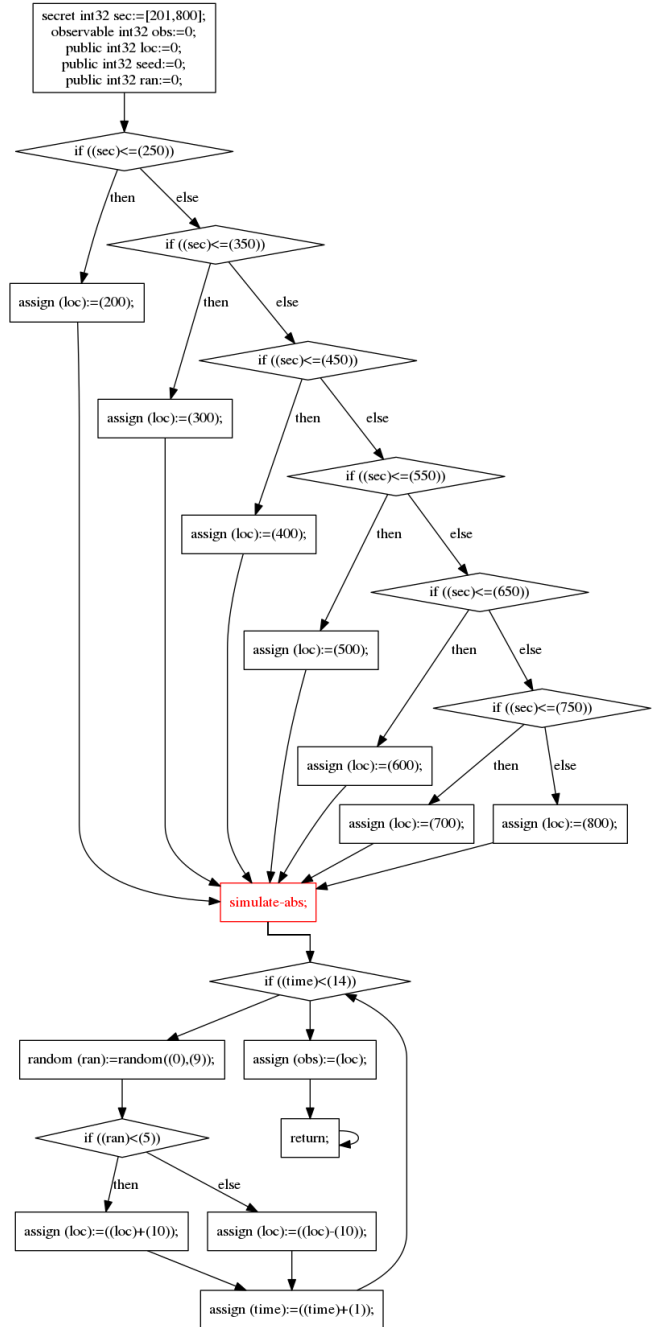 secret int32 sec:=[201,800];
observable int32 obs:=0;
public int32 loc:=0;
public int32 seed:=0;
public int32 ran:=0;
if ((sec)<=(250))
then
else
if ((sec)<=(350))
assign (loc):=(200);
then
else
if ((sec)<=(450))
assign (loc):=(300);
then
else
if ((sec)<=(550))
assign (loc):=(400);
then
else
if ((sec)<=(650))
assign (loc):=(500);
then
else
if ((sec)<=(750))
assign (loc):=(600);
then
else
assign (loc):=(700);
assign (loc):=(800);
simulate-abs;
if ((time)<(14))
random (ran):=random((0),(9));
assign (obs):=(loc);
if ((ran)<(5))
return;
then
else
assign (loc):=((loc)+(10));
assign (loc):=((loc)-(10));
assign (time):=((time)+(1));